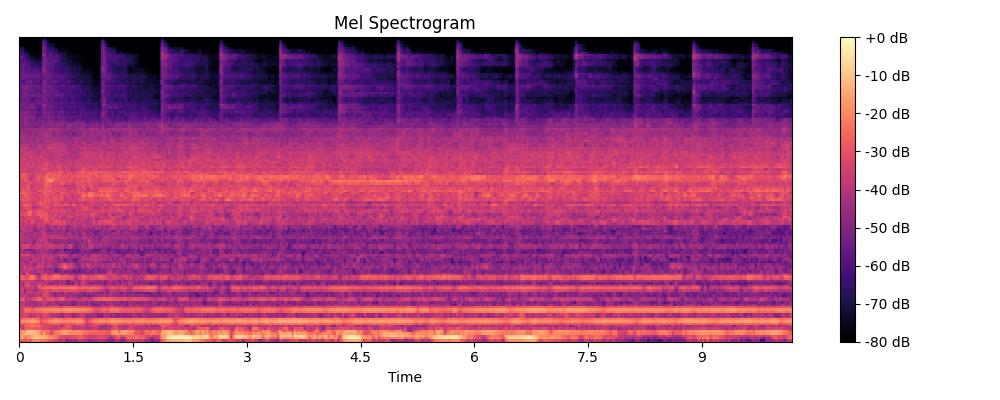 Mel Spectrogram
+0 dB
-10 dB
-20 dB
-30 dB
-40 dB
-50 dB
-60 dB
-70 dB
-80 dB
0 1.5 3 4.5 6 7.5 9
Time